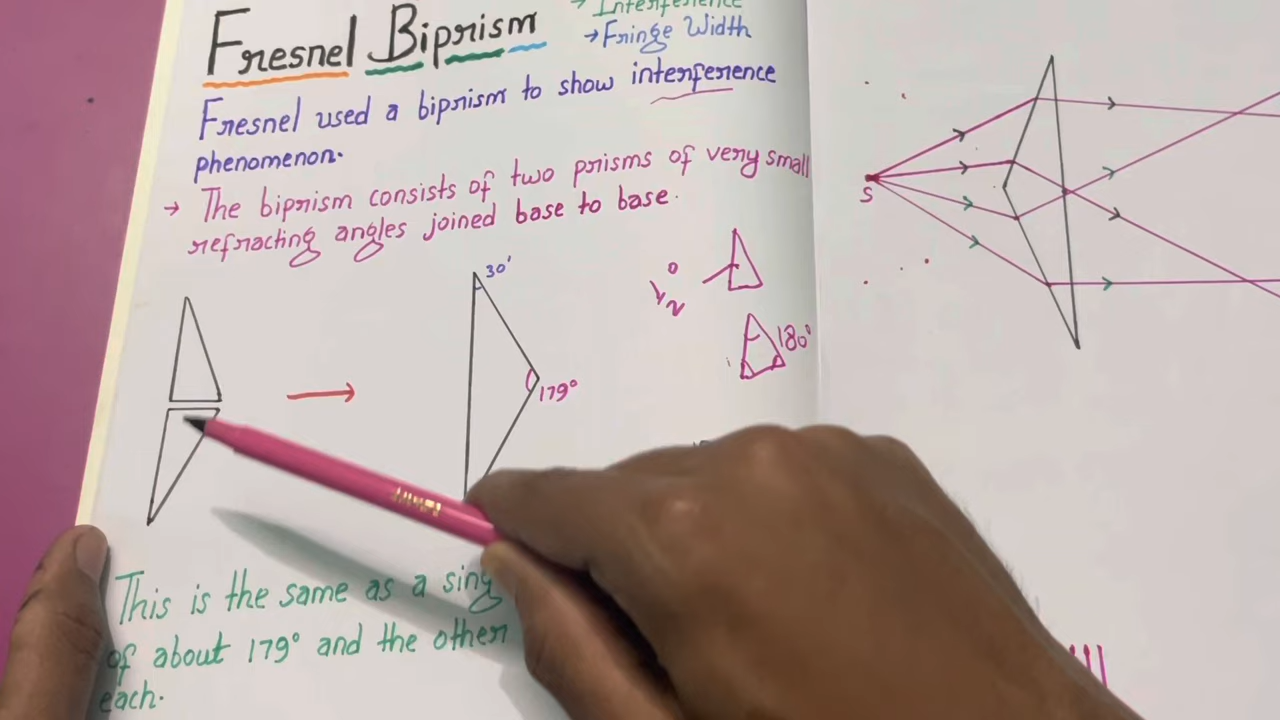 → Interference
→ Fringe Width
Fresnel Biprism
Fresnel used a biprism to show interference
phenomenon.
→ The biprism consists of two prisms of very small
refracting angles joined base to base.
30'
179°
180°
S
This is the same as a sing
of about 179° and the other
each.